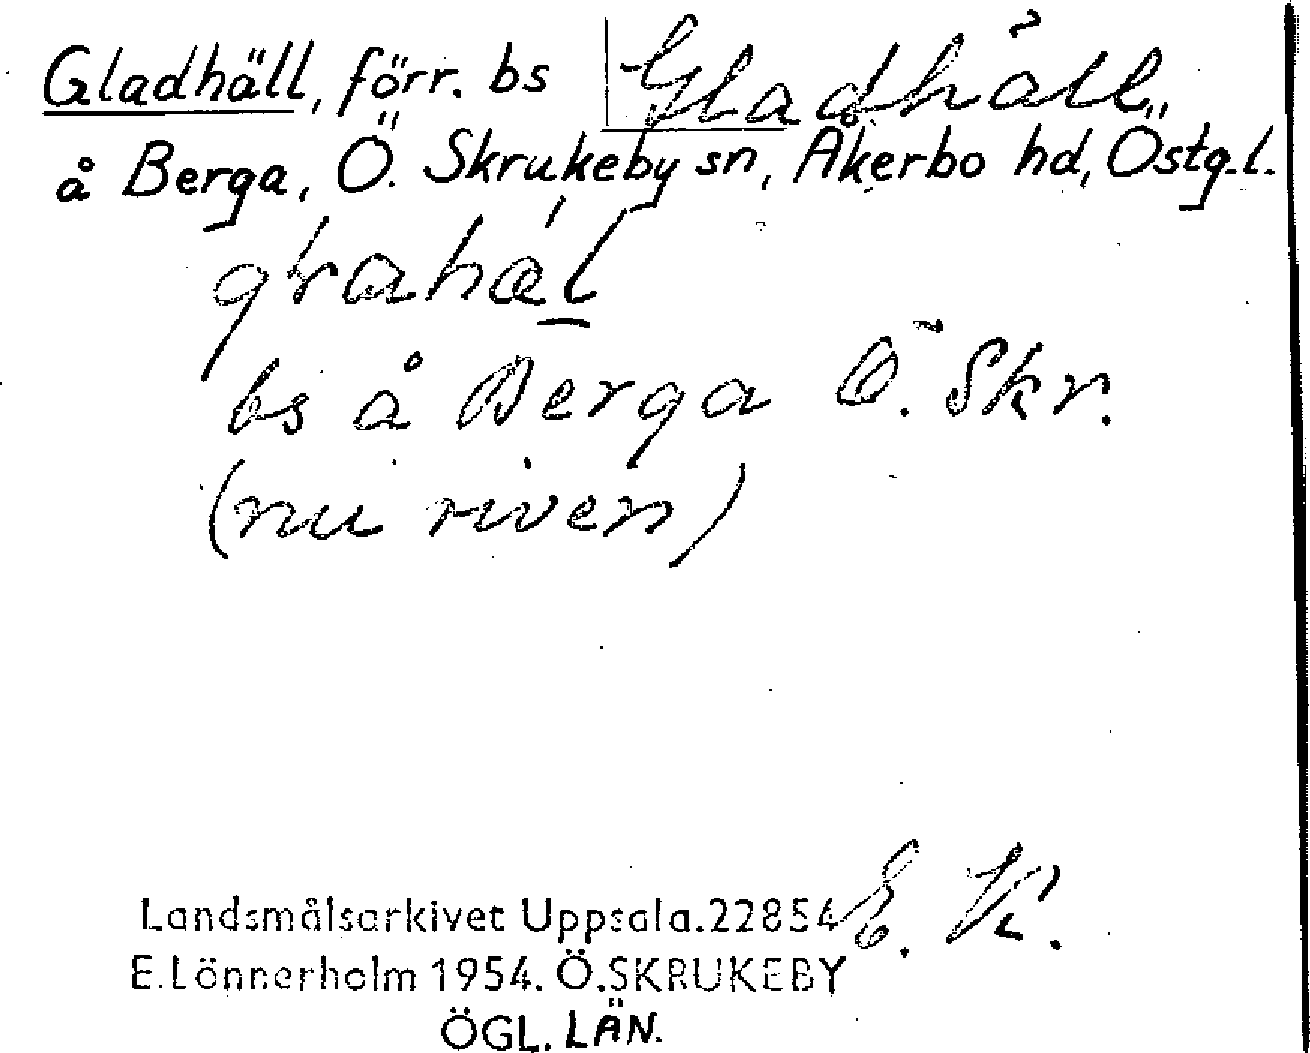 Gladhäll, förr. bs Gladhäll
å Berga, Ö. Skrukeby sn, Åkerbo hd, Östg.l.
bs å Berga Ö. Skr.
(nu riven)
E. K.
Landsmålsarkivet Uppsala. 22854
E. Lönnerholm 1954. Ö. SKRUKEBY
ÖGL. LÄN.